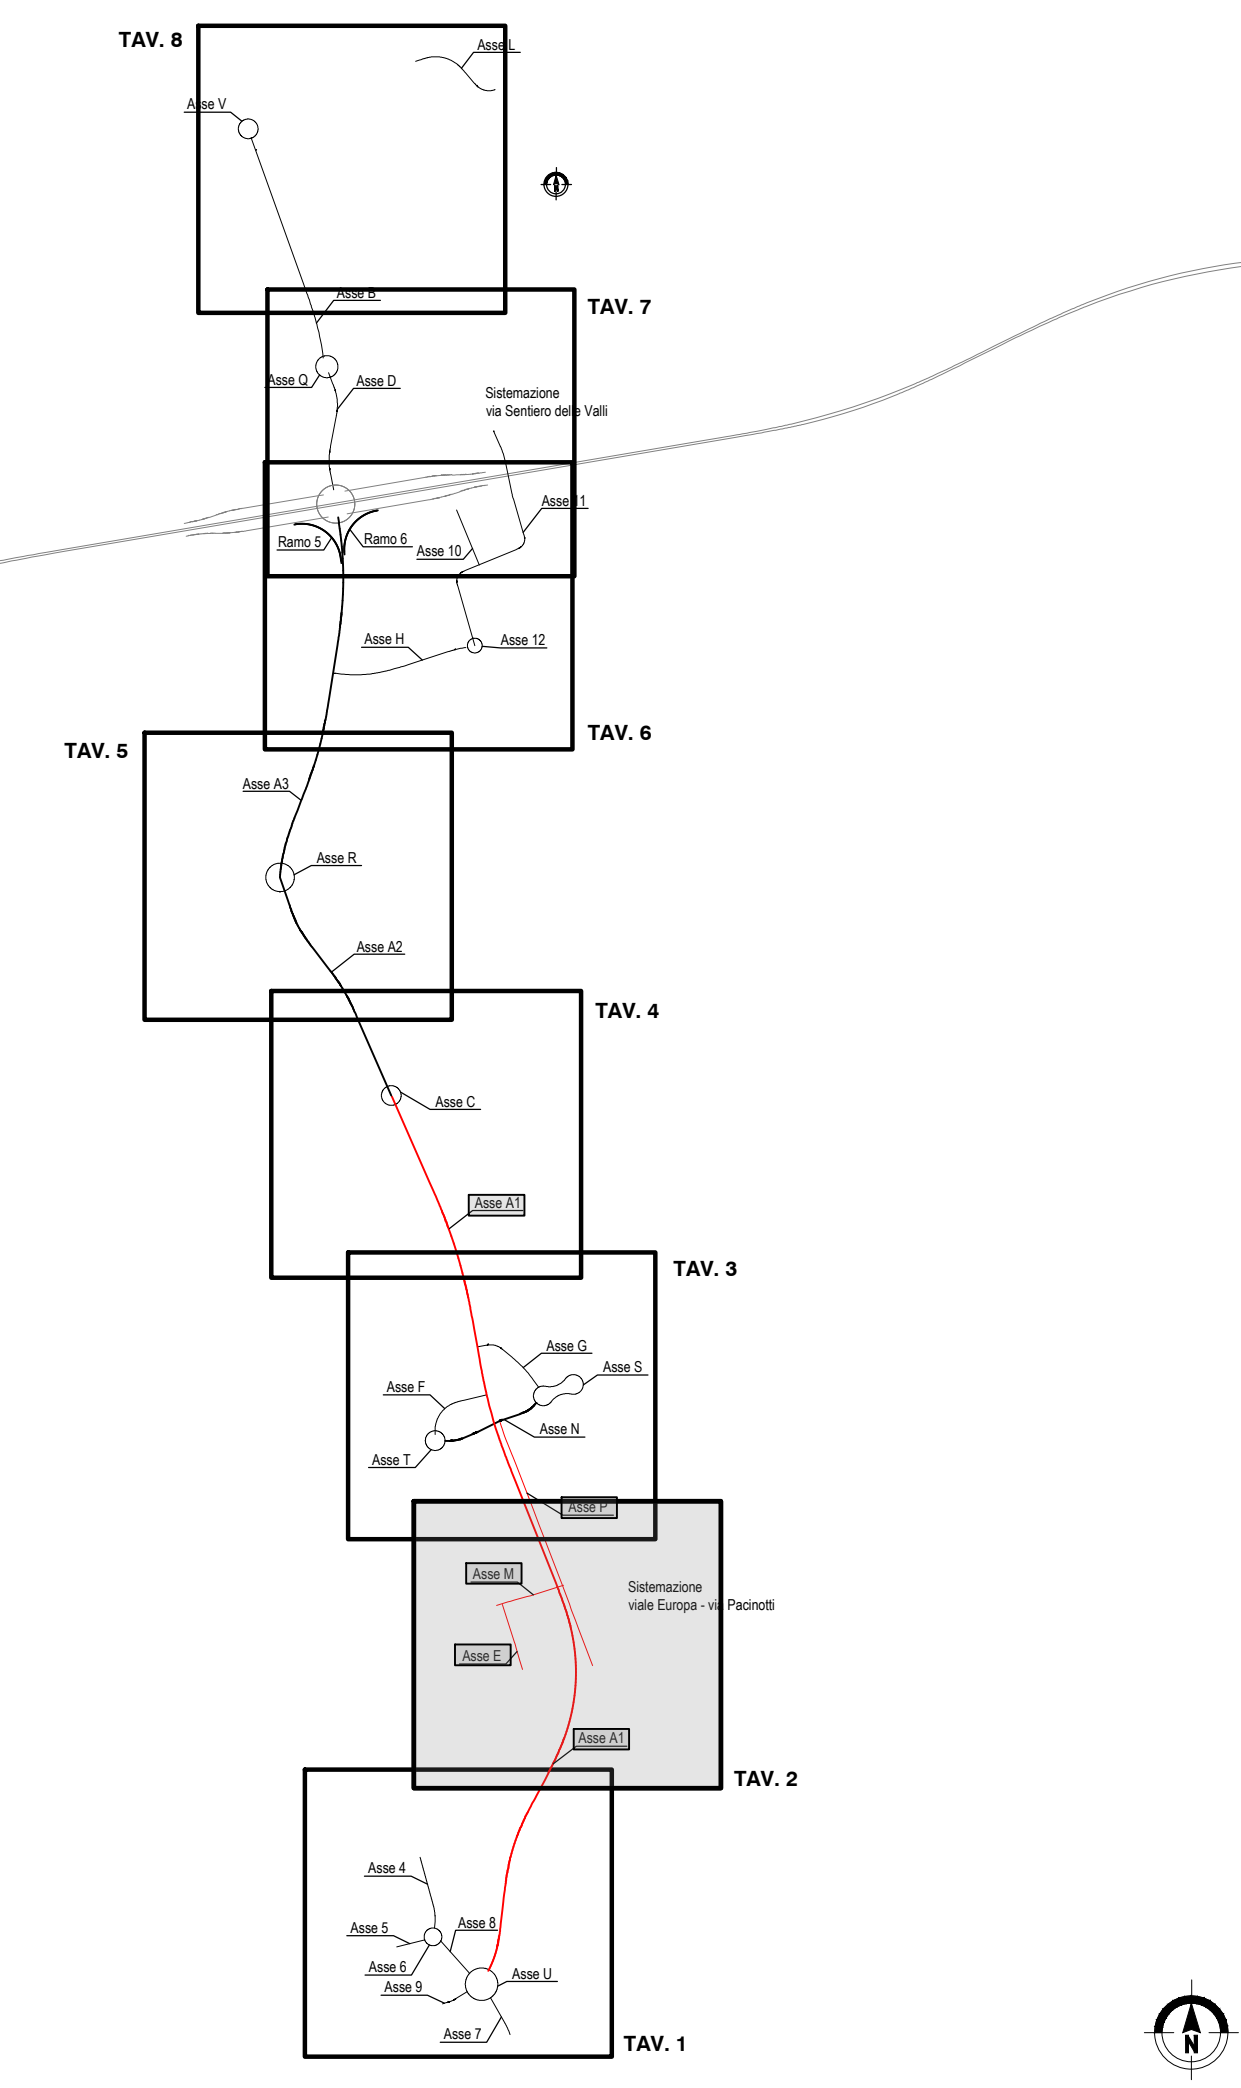 TAV. 8
Asse L
Asse V
N
Asse B
TAV. 7
Asse Q
Asse D
Sistemazione
via Sentiero delle Valli
Asse 11
Ramo 5
Ramo 6
Asse 10
Asse H
Asse 12
TAV. 6
TAV. 5
Asse A3
Asse R
Asse A2
TAV. 4
Asse C
Asse A1
TAV. 3
Asse G
Asse S
Asse F
Asse N
Asse T
Asse P
Asse M
Sistemazione
viale Europa - via Pacinotti
Asse E
Asse A1
TAV. 2
Asse 4
Asse 5
Asse 8
Asse 6
Asse U
Asse 9
Asse 7
TAV. 1
N